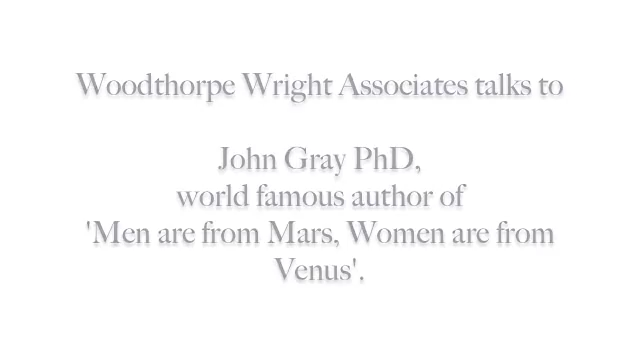 Woodthorpe Wright Associates talks to
John Gray PhD,
world famous author of
'Men are from Mars, Women are from
Venus'.